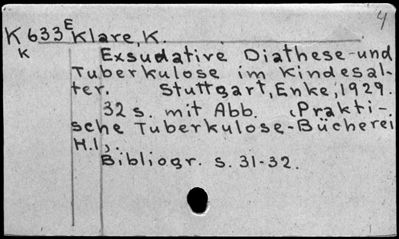 4
K 633 E Klare, K.
K
Exsudative Diathese und
Tuberkulose im Kindesal-
ter. Stuttgart, Enke, 1929.
32 s. mit Abb. (Prakti-
sche Tuberkulose-Bücherei
H.1).
Bibliogr. s. 31-32.